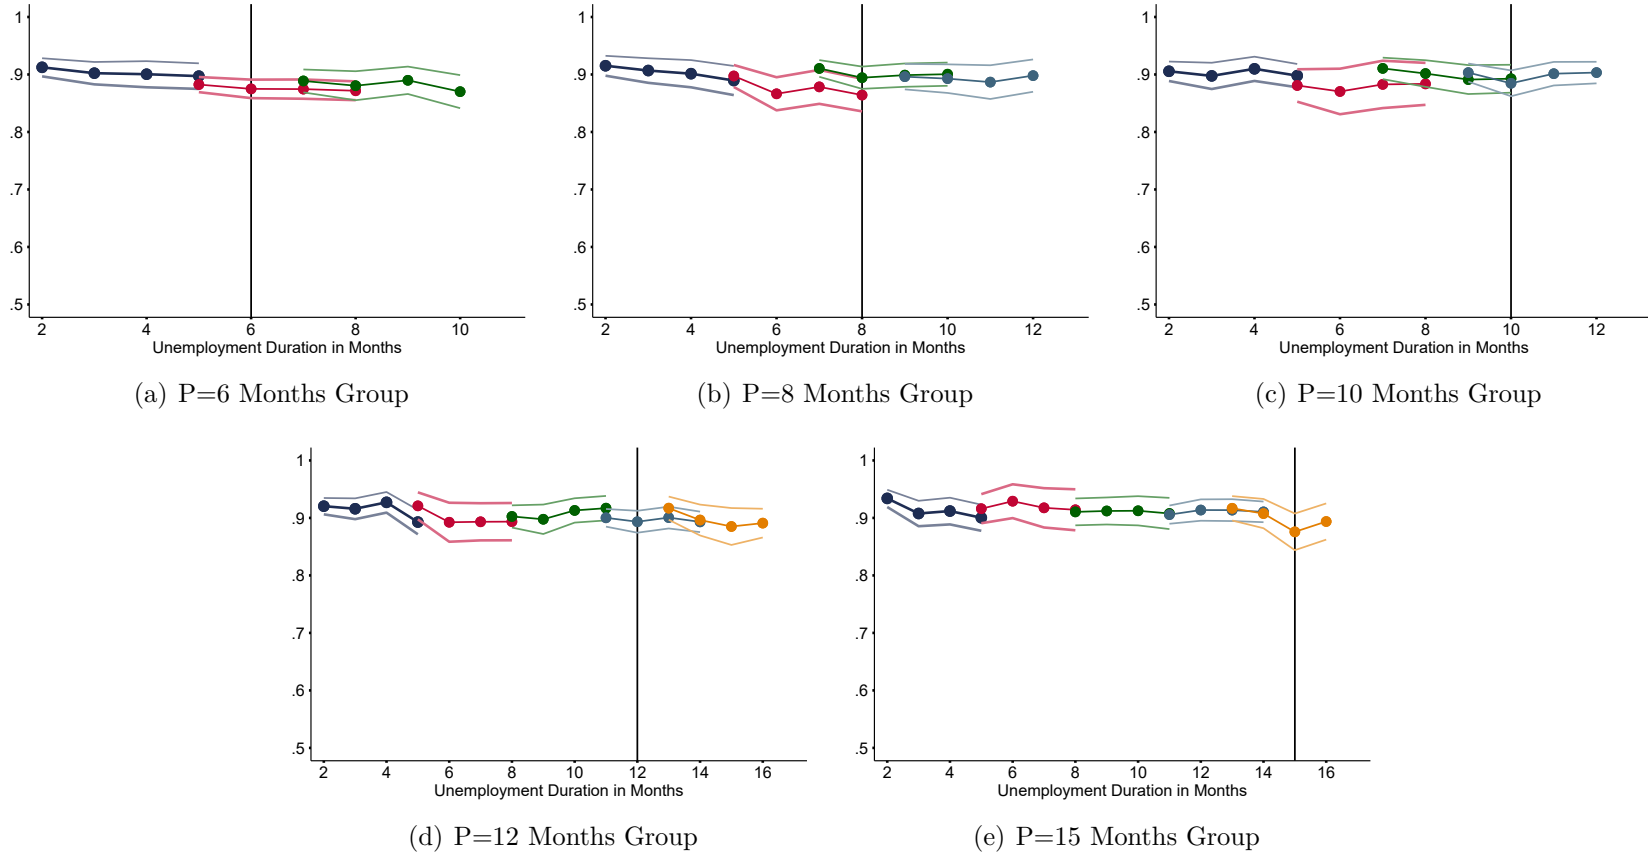 1
.9
.8
.7
.6
.5
2 4 6 8 10
Unemployment Duration in Months
(a) P=6 Months Group
1
.9
.8
.7
.6
.5
2 4 6 8 10 12
Unemployment Duration in Months
(b) P=8 Months Group
1
.9
.8
.7
.6
.5
2 4 6 8 10 12
Unemployment Duration in Months
(c) P=10 Months Group
1
.9
.8
.7
.6
.5
2 4 6 8 10 12 14 16
Unemployment Duration in Months
(d) P=12 Months Group
1
.9
.8
.7
.6
.5
2 4 6 8 10 12 14 16
Unemployment Duration in Months
(e) P=15 Months Group